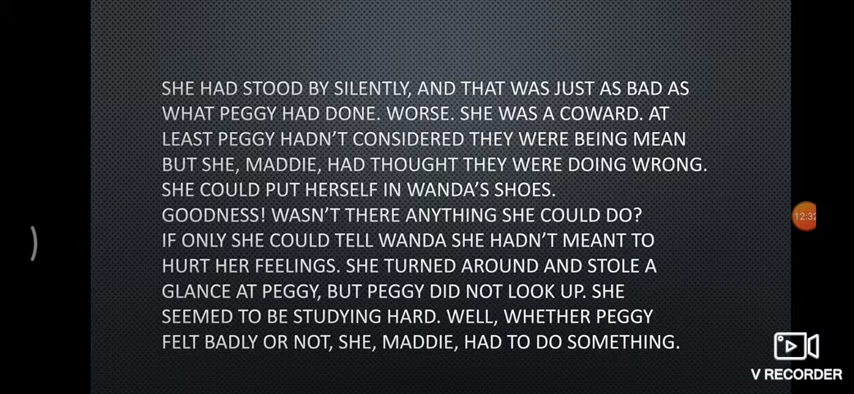 SHE HAD STOOD BY SILENTLY, AND THAT WAS JUST AS BAD AS
WHAT PEGGY HAD DONE. WORSE. SHE WAS A COWARD. AT
LEAST PEGGY HADN'T CONSIDERED THEY WERE BEING MEAN
BUT SHE, MADDIE, HAD THOUGHT THEY WERE DOING WRONG.
SHE COULD PUT HERSELF IN WANDA'S SHOES.
GOODNESS! WASN'T THERE ANYTHING SHE COULD DO?
IF ONLY SHE COULD TELL WANDA SHE HADN'T MEANT TO
HURT HER FEELINGS. SHE TURNED AROUND AND STOLE A
GLANCE AT PEGGY, BUT PEGGY DID NOT LOOK UP. SHE
SEEMED TO BE STUDYING HARD. WELL, WHETHER PEGGY
FELT BADLY OR NOT, SHE, MADDIE, HAD TO DO SOMETHING.
12:32
V RECORDER